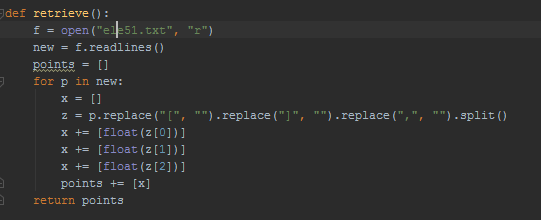 def retrieve():
    f = open("ele51.txt", "r")
    new = f.readlines()
    points = []
    for p in new:
        x = []
        z = p.replace("[", "").replace("]", "").replace(",", "").split()
        x += [float(z[0])]
        x += [float(z[1])]
        x += [float(z[2])]
        points += [x]
    return points